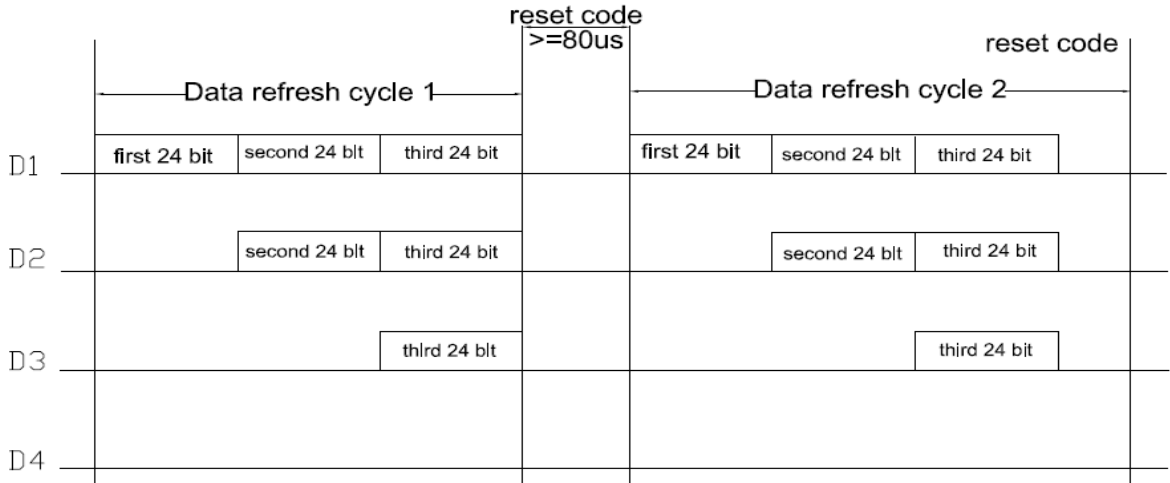 reset code
>=80us
reset code
Data refresh cycle 1
Data refresh cycle 2
D1 first 24 bit second 24 blt third 24 bit first 24 bit second 24 blt third 24 bit
D2 second 24 blt third 24 bit second 24 blt third 24 bit
D3 thlrd 24 blt third 24 bit
D4